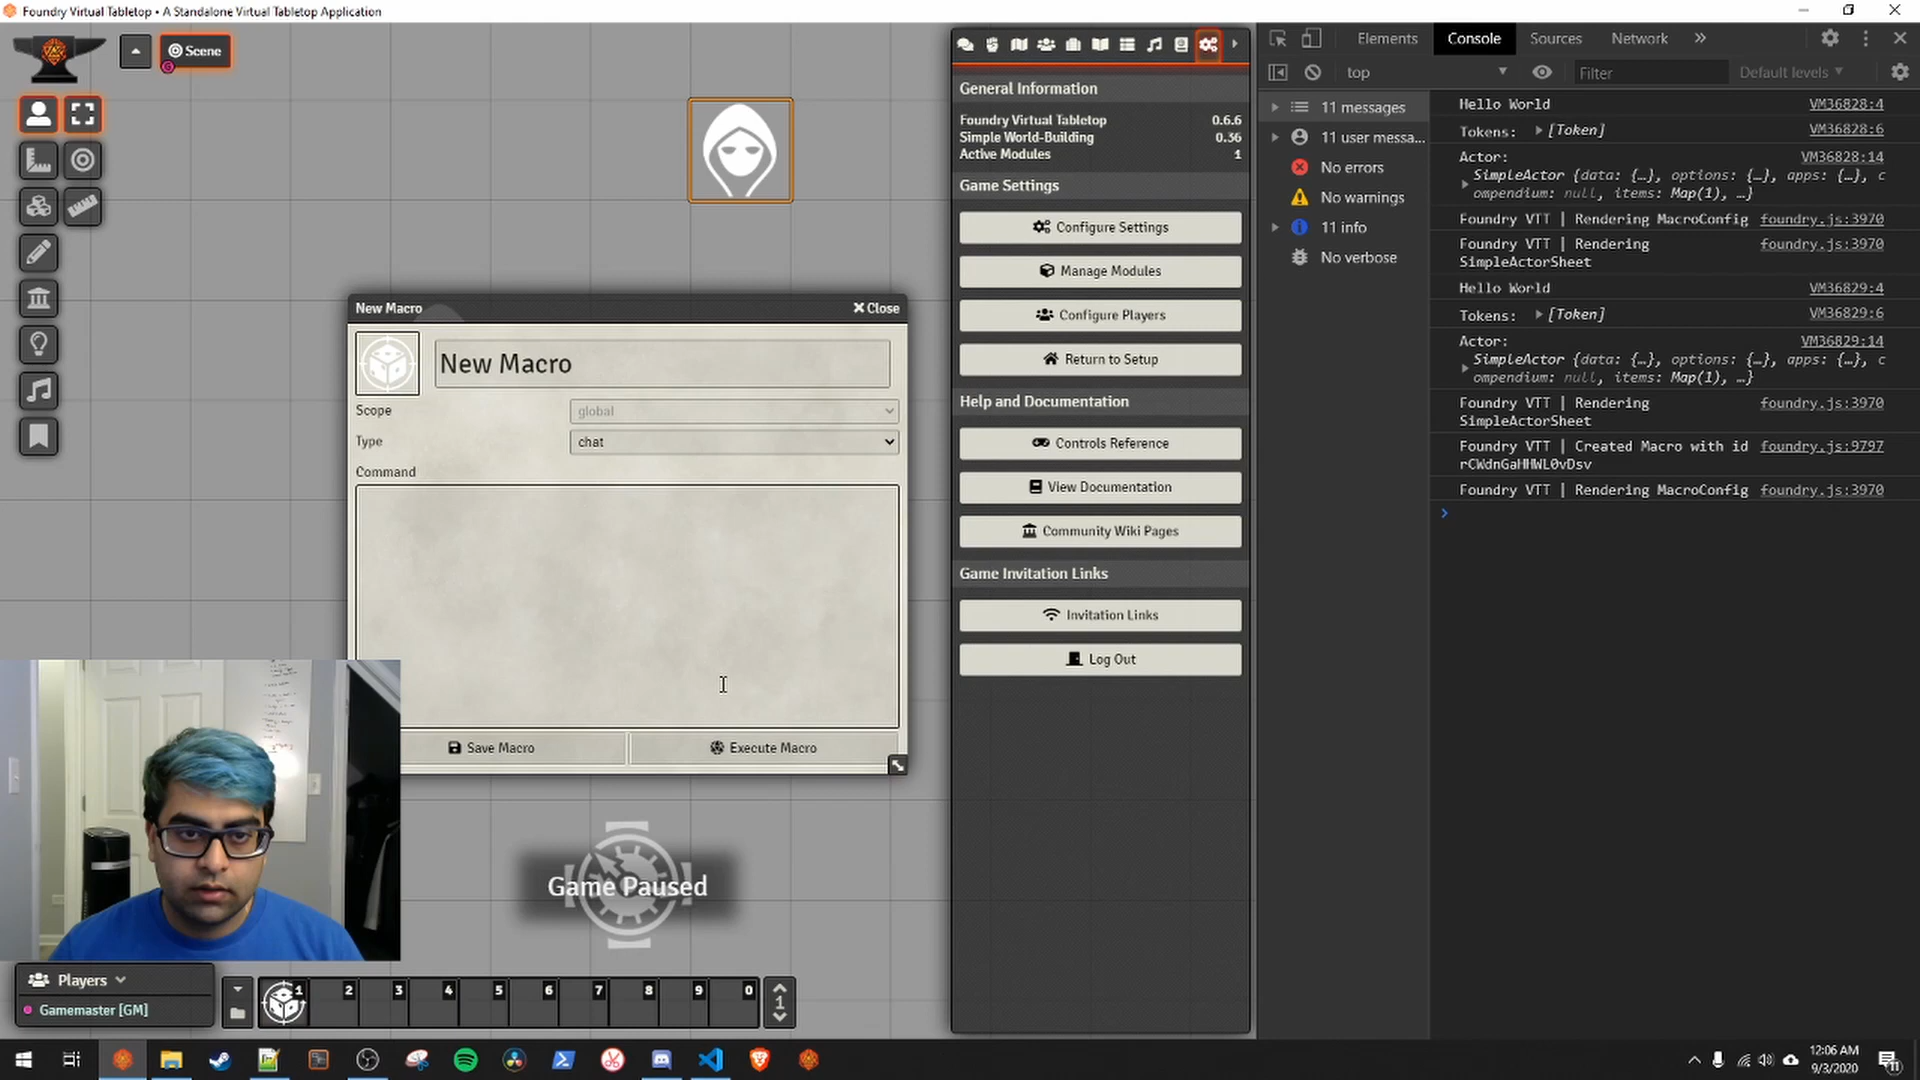 Foundry Virtual Tabletop • A Standalone Virtual Tabletop Application
Scene
G
General Information
Foundry Virtual Tabletop 0.6.6
Simple World-Building 0.36
Active Modules 1
Game Settings
Configure Settings
Manage Modules
Configure Players
Return to Setup
Help and Documentation
Controls Reference
View Documentation
Community Wiki Pages
Game Invitation Links
Invitation Links
Log Out
New Macro
Close
New Macro
Scope global
Type chat
Command
Save Macro
Execute Macro
Game Paused
Players
Gamemaster [GM]
1 2 3 4 5 6 7 8 9 0
1
Elements Console Sources Network
top Filter Default levels
11 messages
11 user messa...
No errors
No warnings
11 info
No verbose
Hello World VM36828:4
Tokens: [Token] VM36828:6
Actor: VM36828:14
SimpleActor {data: {…}, options: {…}, apps: {…}, c
ompendium: null, items: Map(1), …}
Foundry VTT | Rendering MacroConfig foundry.js:3970
Foundry VTT | Rendering foundry.js:3970
SimpleActorSheet
Hello World VM36829:4
Tokens: [Token] VM36829:6
Actor: VM36829:14
SimpleActor {data: {…}, options: {…}, apps: {…}, c
ompendium: null, items: Map(1), …}
Foundry VTT | Rendering foundry.js:3970
SimpleActorSheet
Foundry VTT | Created Macro with id foundry.js:9797
rCWdnGaHHWL0vDsv
Foundry VTT | Rendering MacroConfig foundry.js:3970
12:06 AM
9/3/2020